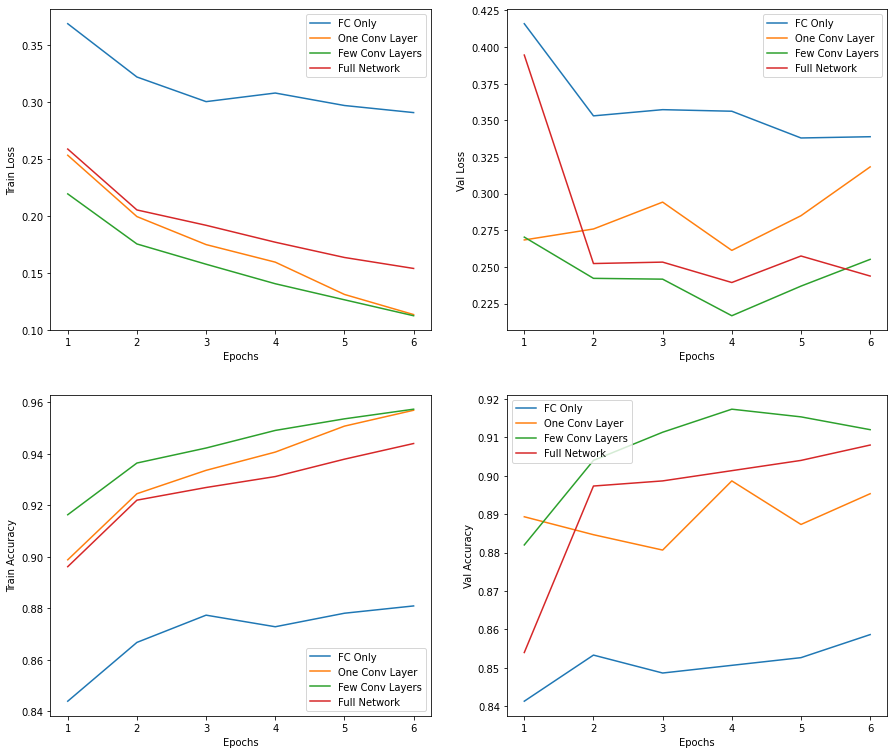 0.35
0.30
0.25
0.20
0.15
0.10
Train Loss
1 2 3 4 5 6
Epochs
FC Only
One Conv Layer
Few Conv Layers
Full Network
0.425
0.400
0.375
0.350
0.325
0.300
0.275
0.250
0.225
Val Loss
1 2 3 4 5 6
Epochs
FC Only
One Conv Layer
Few Conv Layers
Full Network
0.96
0.94
0.92
0.90
0.88
0.86
0.84
Train Accuracy
1 2 3 4 5 6
Epochs
FC Only
One Conv Layer
Few Conv Layers
Full Network
0.92
0.91
0.90
0.89
0.88
0.87
0.86
0.85
0.84
Val Accuracy
1 2 3 4 5 6
Epochs
FC Only
One Conv Layer
Few Conv Layers
Full Network